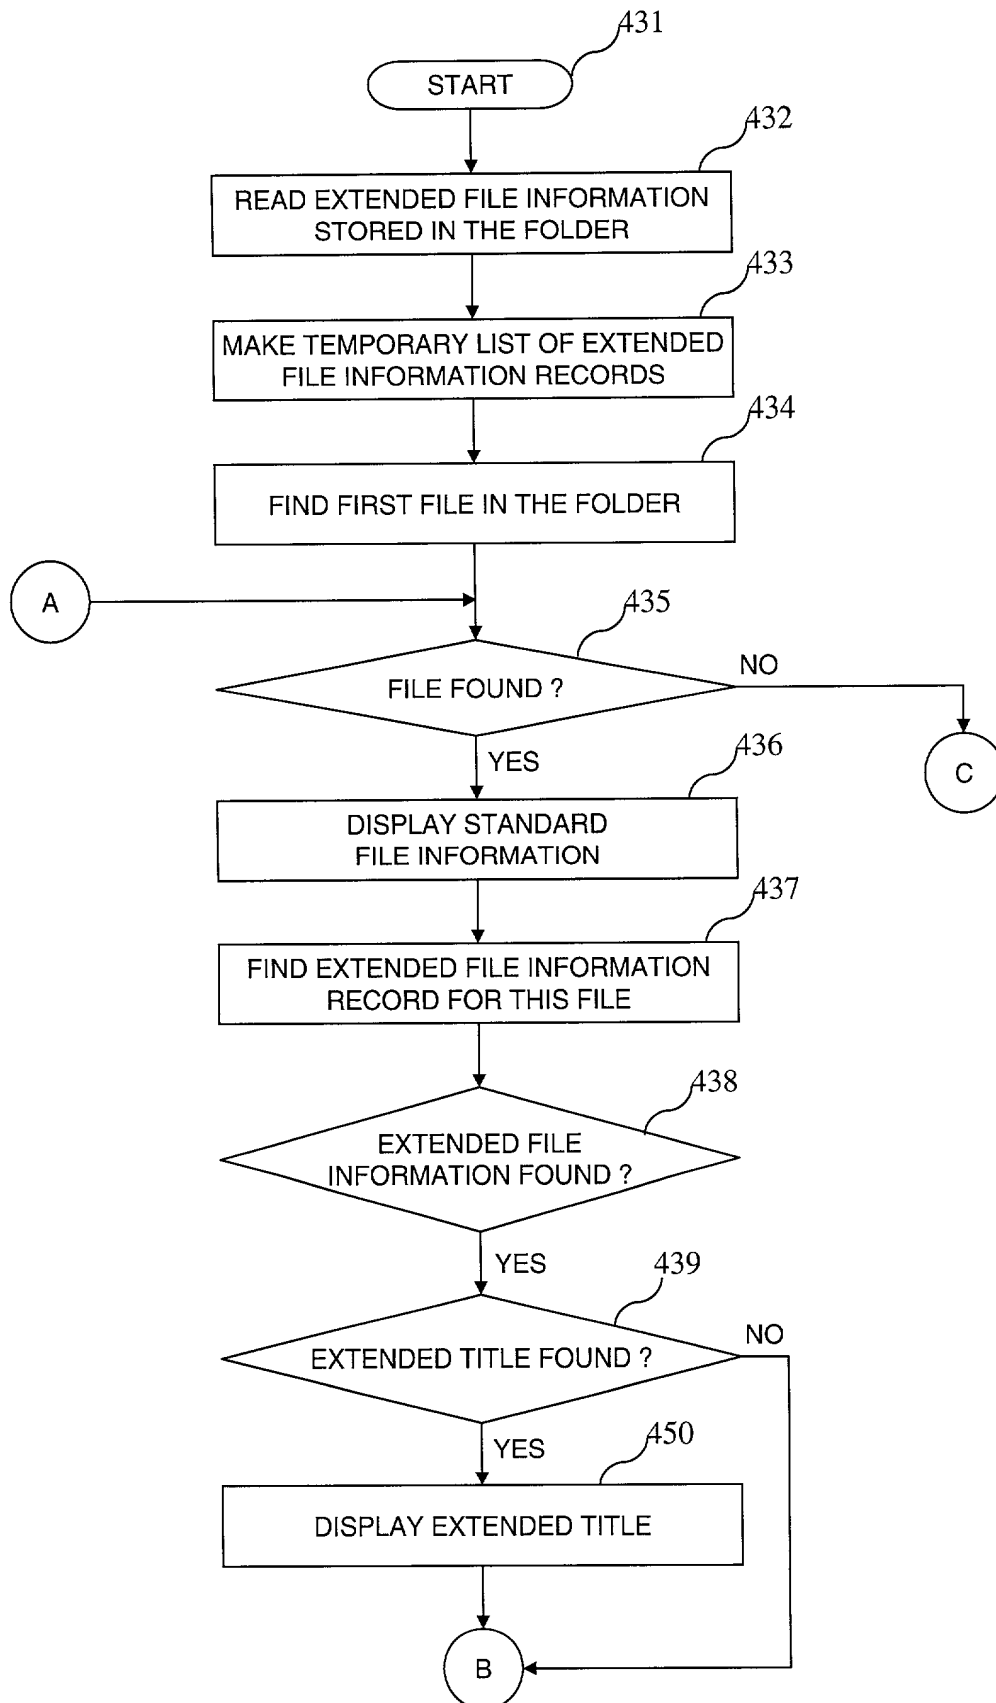 431
START
432
READ EXTENDED FILE INFORMATION
STORED IN THE FOLDER
433
MAKE TEMPORARY LIST OF EXTENDED
FILE INFORMATION RECORDS
434
FIND FIRST FILE IN THE FOLDER
A
435
FILE FOUND ?
NO
C
YES
436
DISPLAY STANDARD
FILE INFORMATION
437
FIND EXTENDED FILE INFORMATION
RECORD FOR THIS FILE
438
EXTENDED FILE
INFORMATION FOUND ?
YES
439
EXTENDED TITLE FOUND ?
NO
YES
450
DISPLAY EXTENDED TITLE
B